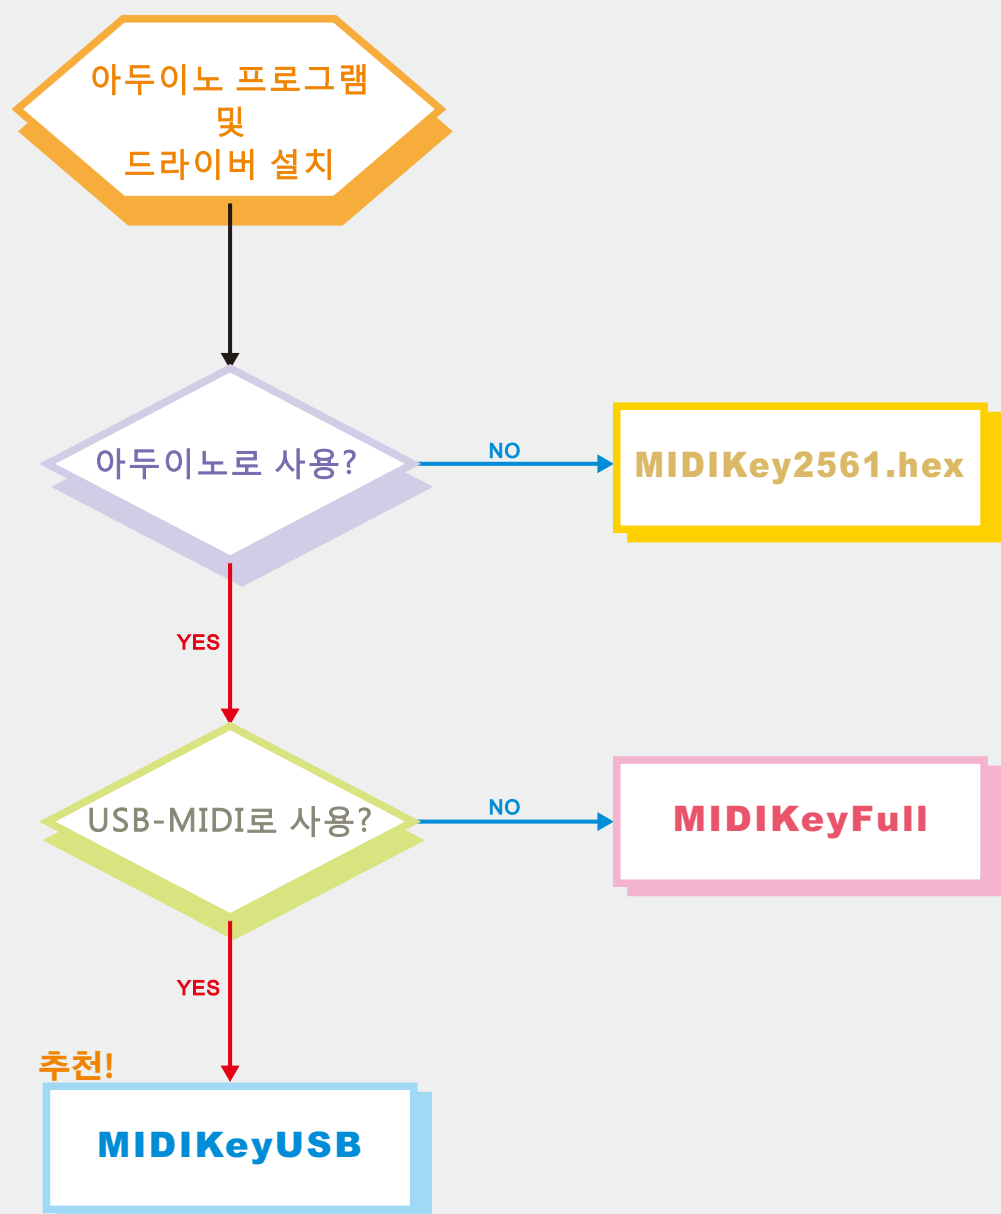 아두이노 프로그램
및
드라이버 설치
아두이노로 사용?
NO
MIDIKey2561.hex
YES
USB-MIDI로 사용?
NO
MIDIKeyFull
YES
추천!
MIDIKeyUSB